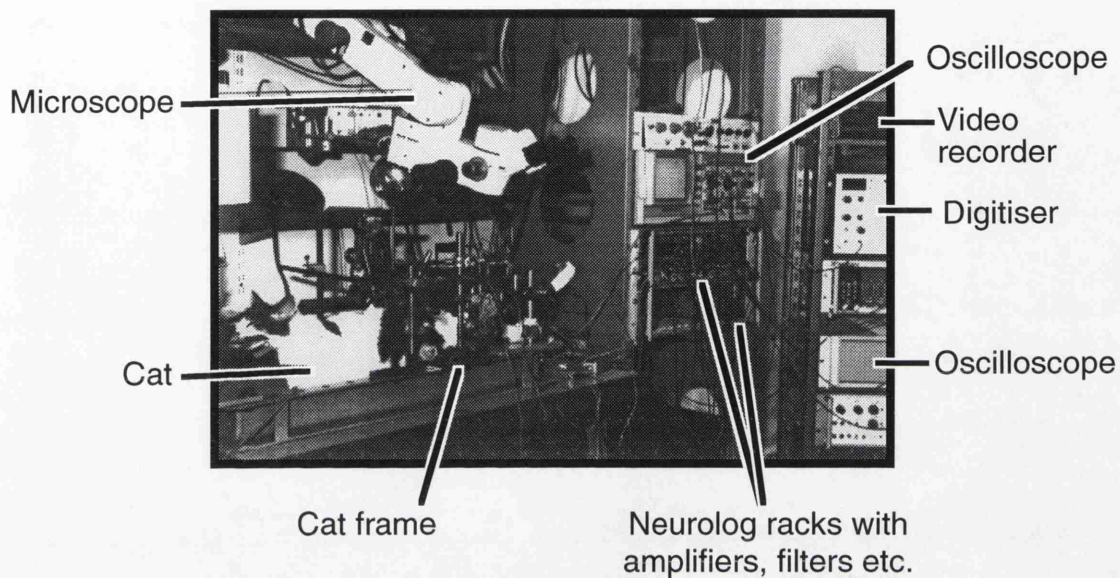 Oscilloscope
Microscope
Video
recorder
Digitiser
Cat
Oscilloscope
Cat frame
Neurolog racks with
amplifiers, filters etc.